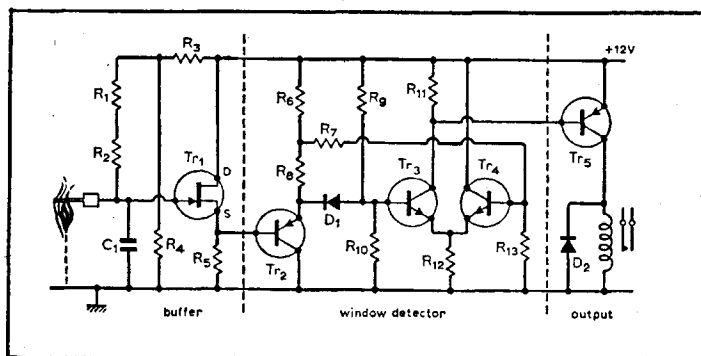 R3
+12V
R1
R6
R9
R11
R7
R2
Tr1
D
R8
Tr3
Tr4
Tr5
S
D1
C1
R4
R5
Tr2
R10
R12
R13
D2
buffer
window detector
output